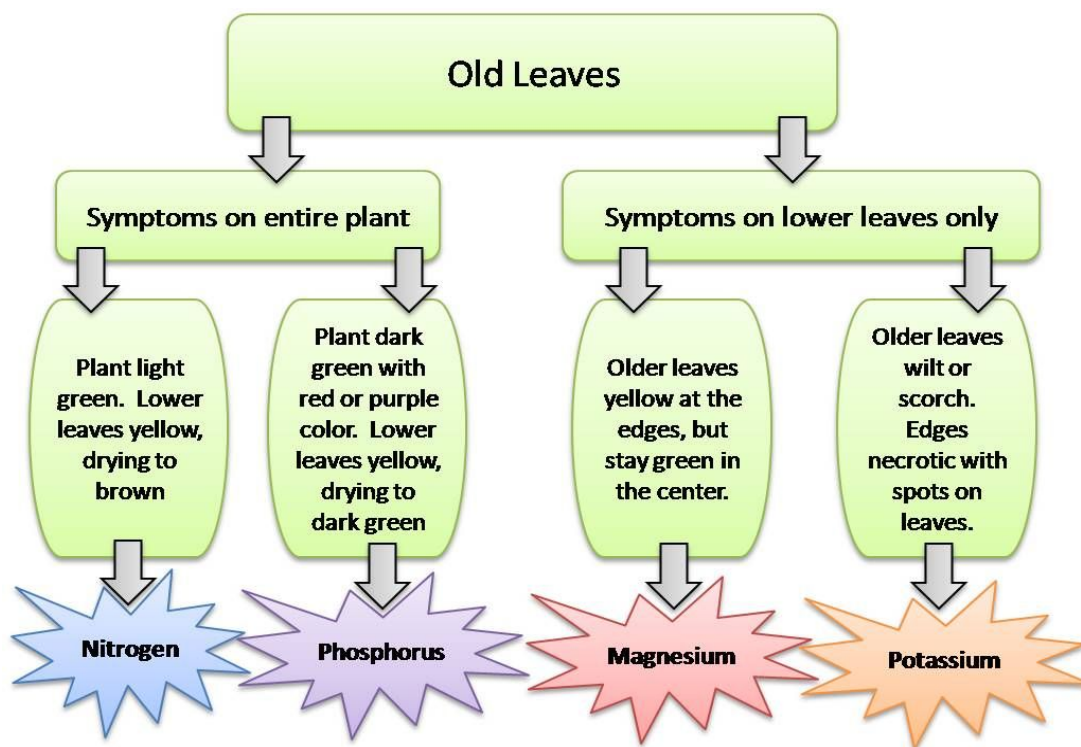 Old Leaves
Symptoms on entire plant
Symptoms on lower leaves only
Plant light
green.  Lower
leaves yellow,
drying to
brown
Plant dark
green with
red or purple
color.  Lower
leaves yellow,
drying to
dark green
Older leaves
yellow at the
edges, but
stay green in
the center.
Older leaves
wilt or
scorch.
Edges
necrotic with
spots on
leaves.
Nitrogen
Phosphorus
Magnesium
Potassium